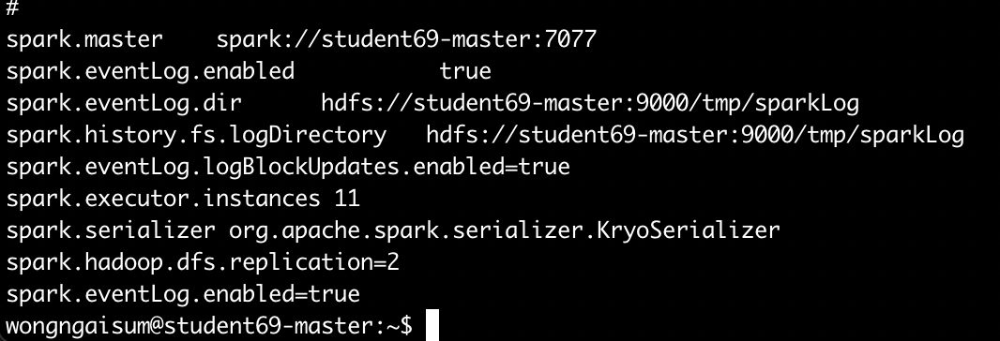 #
spark.master    spark://student69-master:7077
spark.eventLog.enabled           true
spark.eventLog.dir      hdfs://student69-master:9000/tmp/sparkLog
spark.history.fs.logDirectory   hdfs://student69-master:9000/tmp/sparkLog
spark.eventLog.logBlockUpdates.enabled=true
spark.executor.instances 11
spark.serializer org.apache.spark.serializer.KryoSerializer
spark.hadoop.dfs.replication=2
spark.eventLog.enabled=true
wongngaisum@student69-master:~$